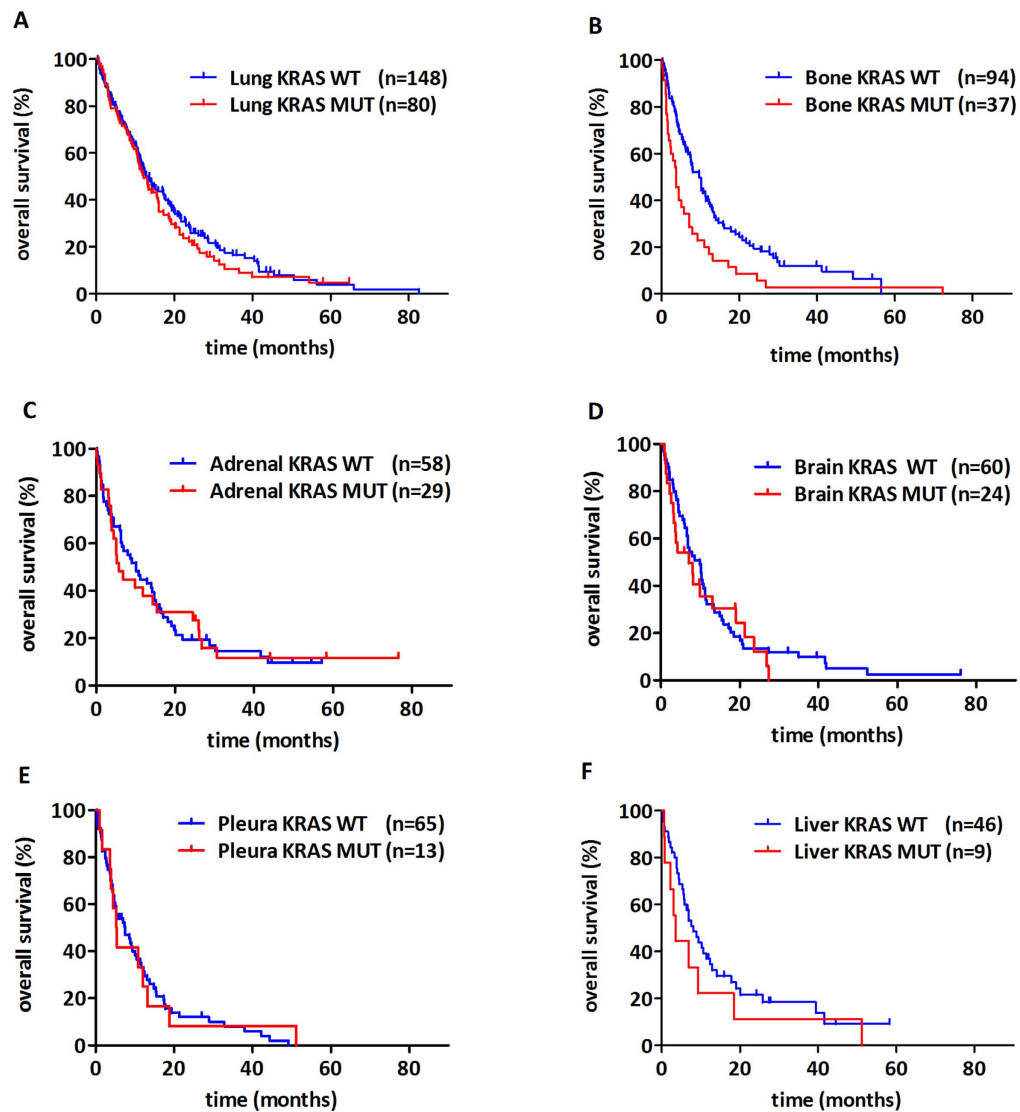 A
overall survival (%)
100
80
60
40
20
0
Lung KRAS WT (n=148)
Lung KRAS MUT (n=80)
0 20 40 60 80
time (months)
B
overall survival (%)
100
80
60
40
20
0
Bone KRAS WT (n=94)
Bone KRAS MUT (n=37)
0 20 40 60 80
time (months)
C
overall survival (%)
100
80
60
40
20
0
Adrenal KRAS WT (n=58)
Adrenal KRAS MUT (n=29)
0 20 40 60 80
time (months)
D
overall survival (%)
100
80
60
40
20
0
Brain KRAS WT (n=60)
Brain KRAS MUT (n=24)
0 20 40 60 80
time (months)
E
overall survival (%)
100
80
60
40
20
0
Pleura KRAS WT (n=65)
Pleura KRAS MUT (n=13)
0 20 40 60 80
time (months)
F
overall survival (%)
100
80
60
40
20
0
Liver KRAS WT (n=46)
Liver KRAS MUT (n=9)
0 20 40 60 80
time (months)